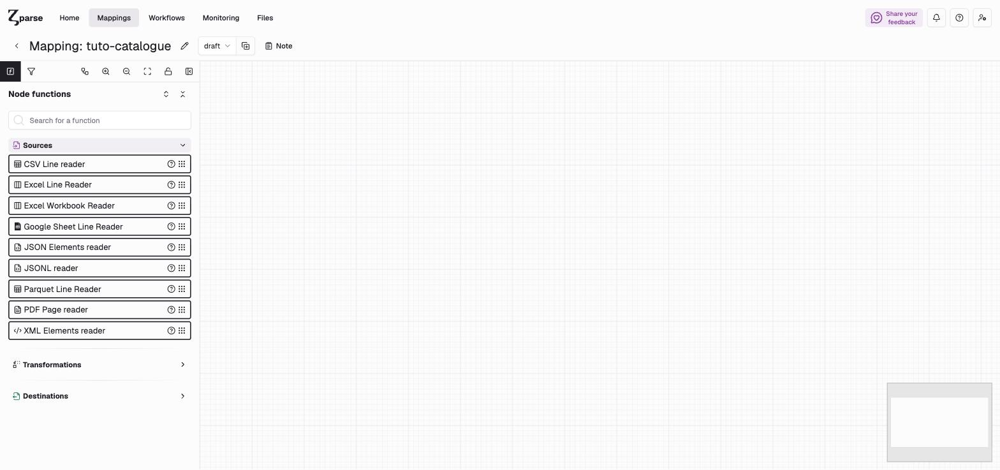 Zparse
Home
Mappings
Workflows
Monitoring
Files
Share your
feedback
Mapping: tuto-catalogue
draft
Note
Node functions
Search for a function
Sources
CSV Line reader
Excel Line Reader
Excel Workbook Reader
Google Sheet Line Reader
JSON Elements reader
JSONL reader
Parquet Line Reader
PDF Page reader
XML Elements reader
Transformations
Destinations